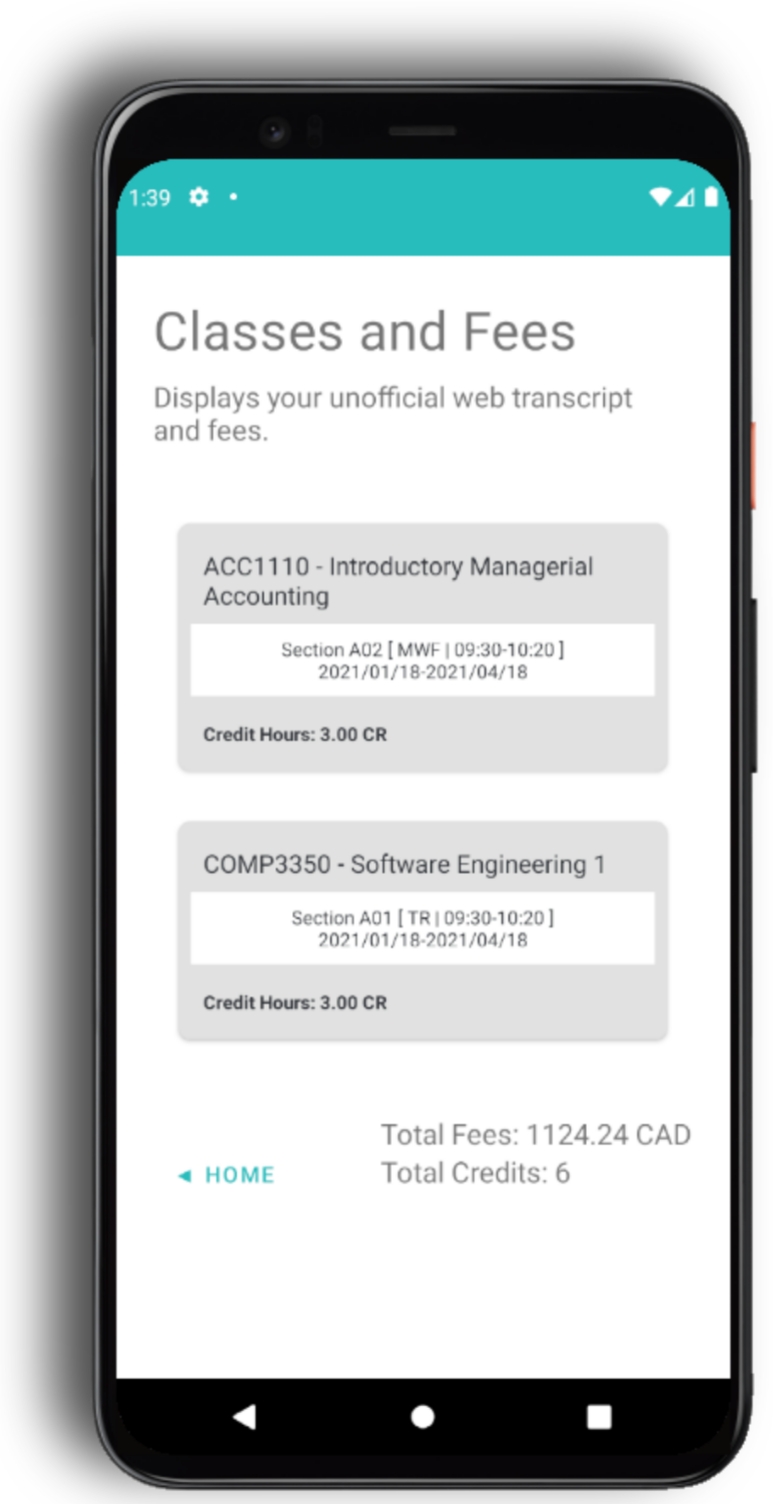 1:39
Classes and Fees
Displays your unofficial web transcript
and fees.
ACC1110 - Introductory Managerial
Accounting
Section A02 [ MWF | 09:30-10:20 ]
2021/01/18-2021/04/18
Credit Hours: 3.00 CR
COMP3350 - Software Engineering 1
Section A01 [ TR | 09:30-10:20 ]
2021/01/18-2021/04/18
Credit Hours: 3.00 CR
Total Fees: 1124.24 CAD
◄ HOME Total Credits: 6